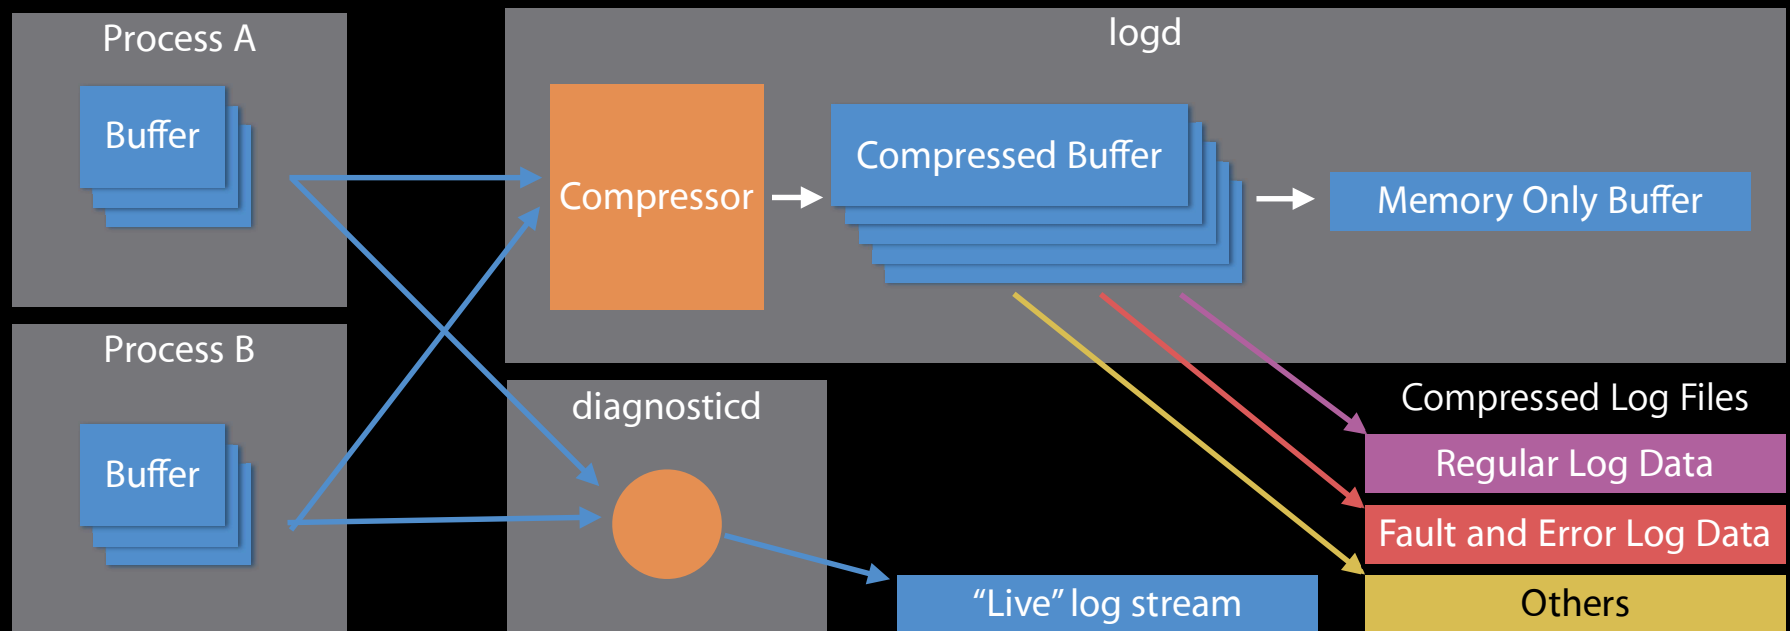 Process A
Buffer
Process B
Buffer
logd
Compressor
Compressed Buffer
Memory Only Buffer
diagnosticd
“Live” log stream
Compressed Log Files
Regular Log Data
Fault and Error Log Data
Others